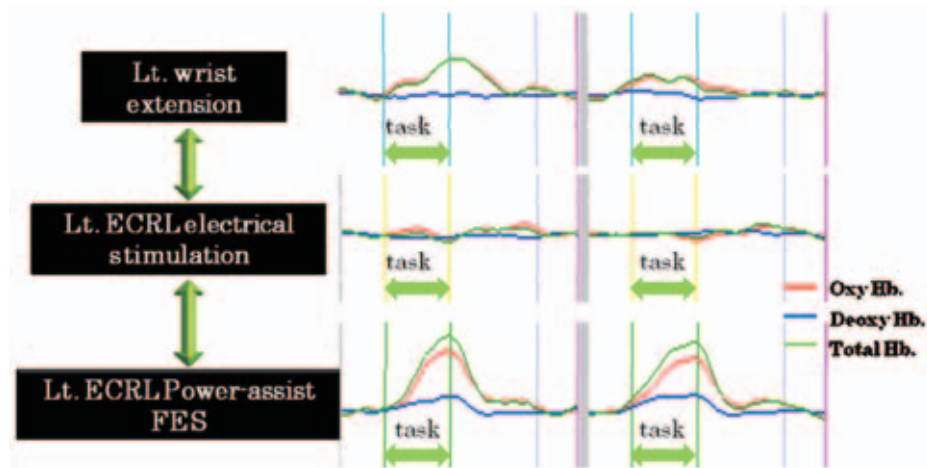 Lt. wrist
extension
task
task
Lt. ECRL electrical
stimulation
task
task
Oxy Hb.
Deoxy Hb.
Total Hb.
Lt. ECRL Power-assist
FES
task
task